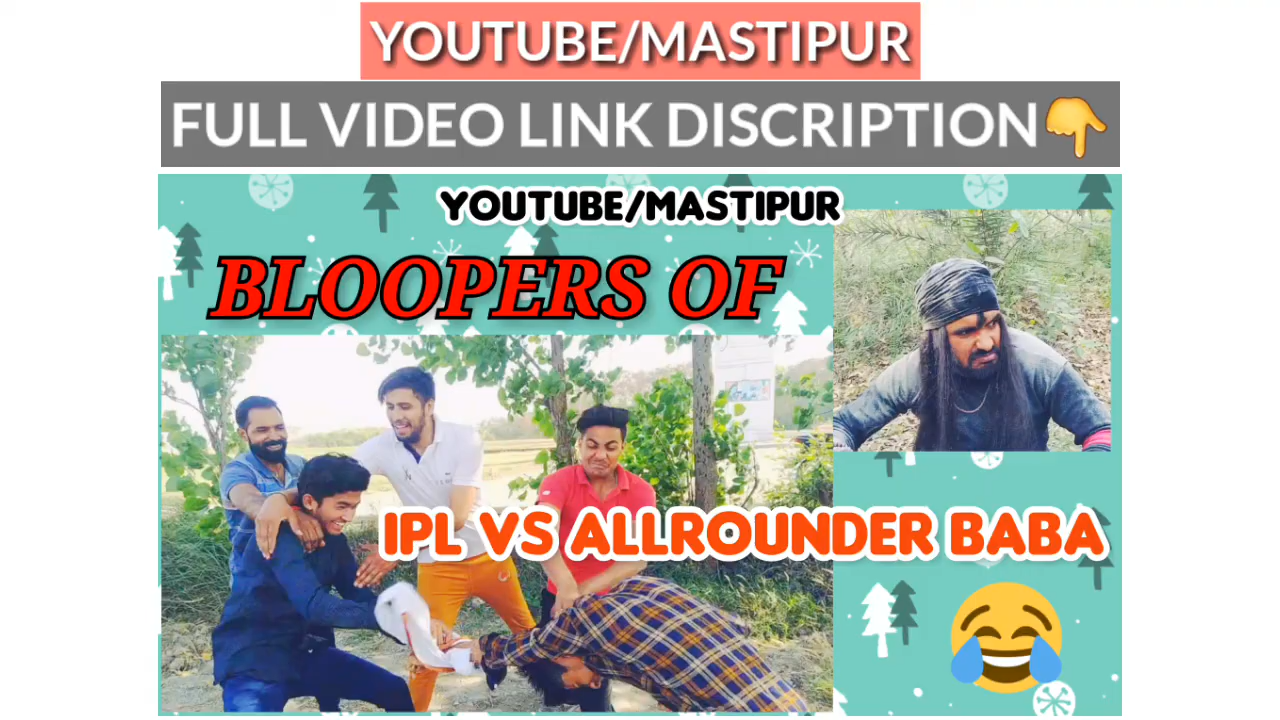 YOUTUBE/MASTIPUR
FULL VIDEO LINK DISCRIPTION👇
YOUTUBE/MASTIPUR
BLOOPERS OF
IPL VS ALLROUNDER BABA